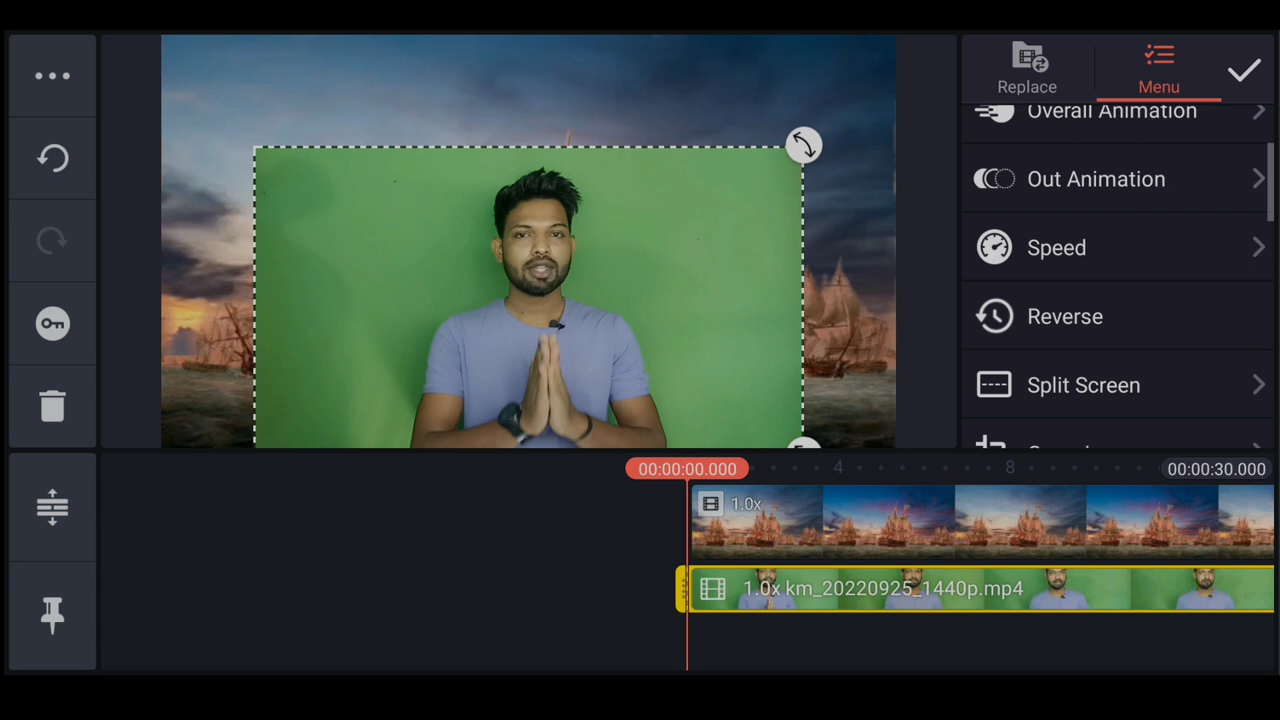 Replace
Menu
Overall Animation
Out Animation
Speed
Reverse
Split Screen
00:00:00.000
4
8
00:00:30.000
1.0x
1.0x km_20220925_1440p.mp4